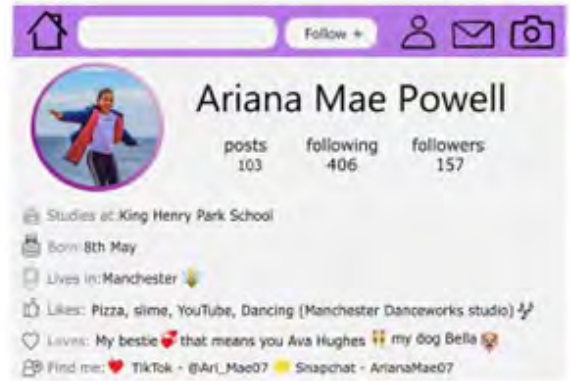 Follow +
Ariana Mae Powell
posts following followers
103 406 157
Studies at: King Henry Park School
Born: 8th May
Lives in: Manchester
Likes: Pizza, slime, YouTube, Dancing (Manchester Danceworks studio)
Loves: My bestie that means you Ava Hughes my dog Bella
Find me: TikTok - @Ari_Mae07 Snapchat - ArianaMae07